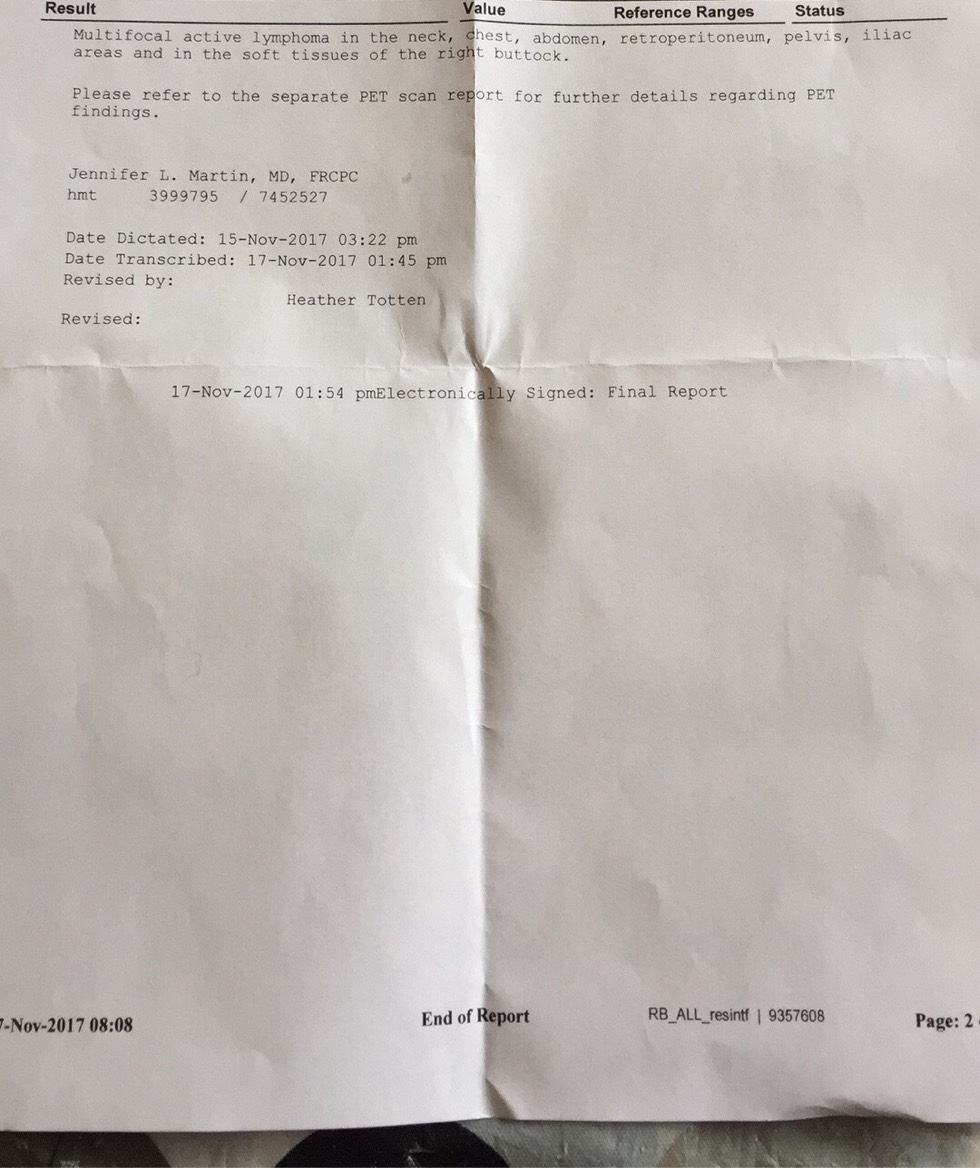 Result Value Reference Ranges Status
Multifocal active lymphoma in the neck, chest, abdomen, retroperitoneum, pelvis, iliac
areas and in the soft tissues of the right buttock.
Please refer to the separate PET scan report for further details regarding PET
findings.
Jennifer L. Martin, MD, FRCPC
hmt 3999795 / 7452527
Date Dictated: 15-Nov-2017 03:22 pm
Date Transcribed: 17-Nov-2017 01:45 pm
Revised by:
Heather Totten
Revised:
17-Nov-2017 01:54 pmElectronically Signed: Final Report
7-Nov-2017 08:08 End of Report RB_ALL_resintf | 9357608 Page: 2